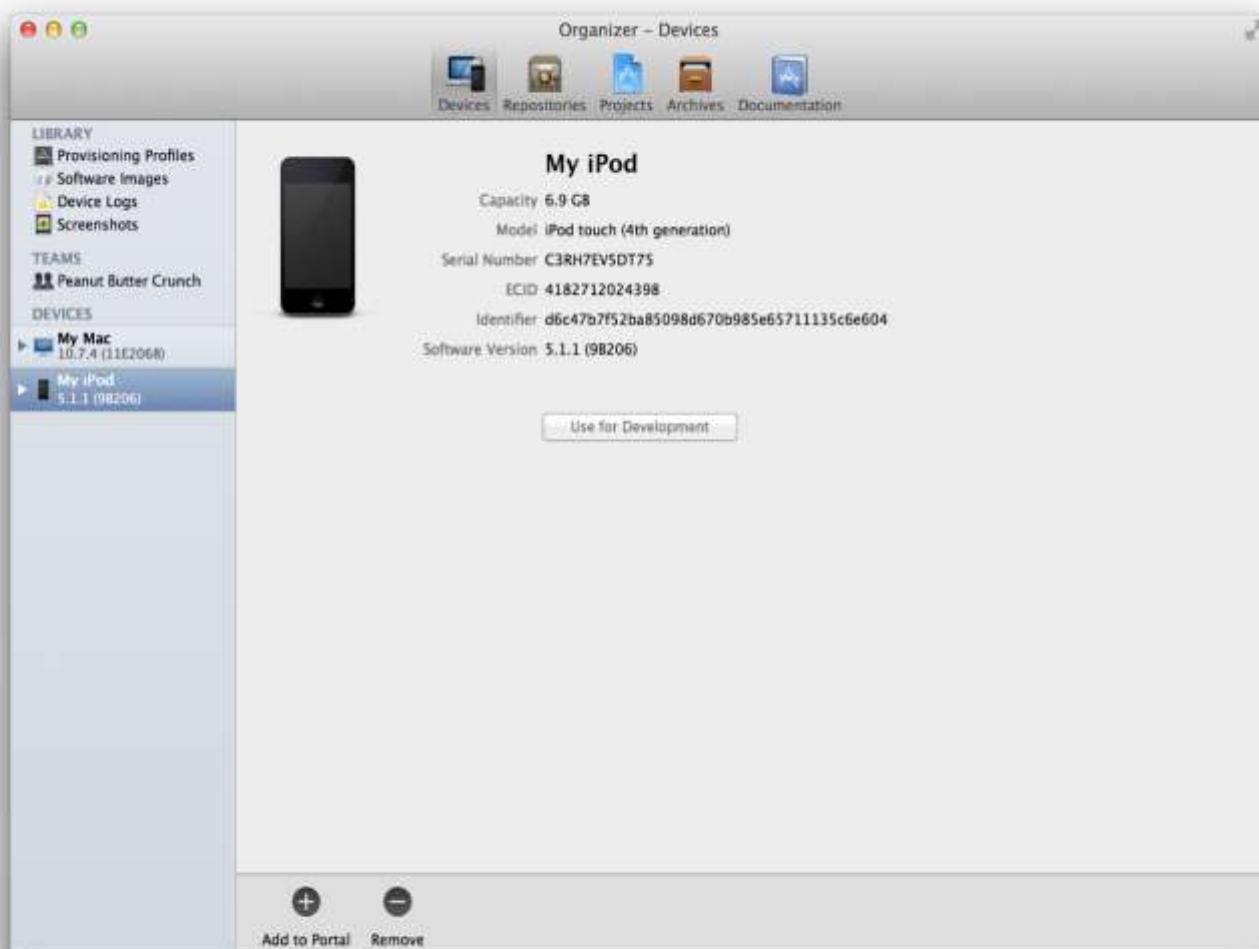 Organizer – Devices
Devices Repositories Projects Archives Documentation
LIBRARY
Provisioning Profiles
Software Images
Device Logs
Screenshots
TEAMS
Peanut Butter Crunch
DEVICES
My Mac
10.7.4 (11E2068)
My iPod
5.1.1 (9B206)
My iPod
Capacity 6.9 GB
Model iPod touch (4th generation)
Serial Number C3RH7EV5DT75
ECID 4182712024398
Identifier d6c47b7f52ba85098d670b985e65711135c6e604
Software Version 5.1.1 (9B206)
Use for Development
Add to Portal Remove